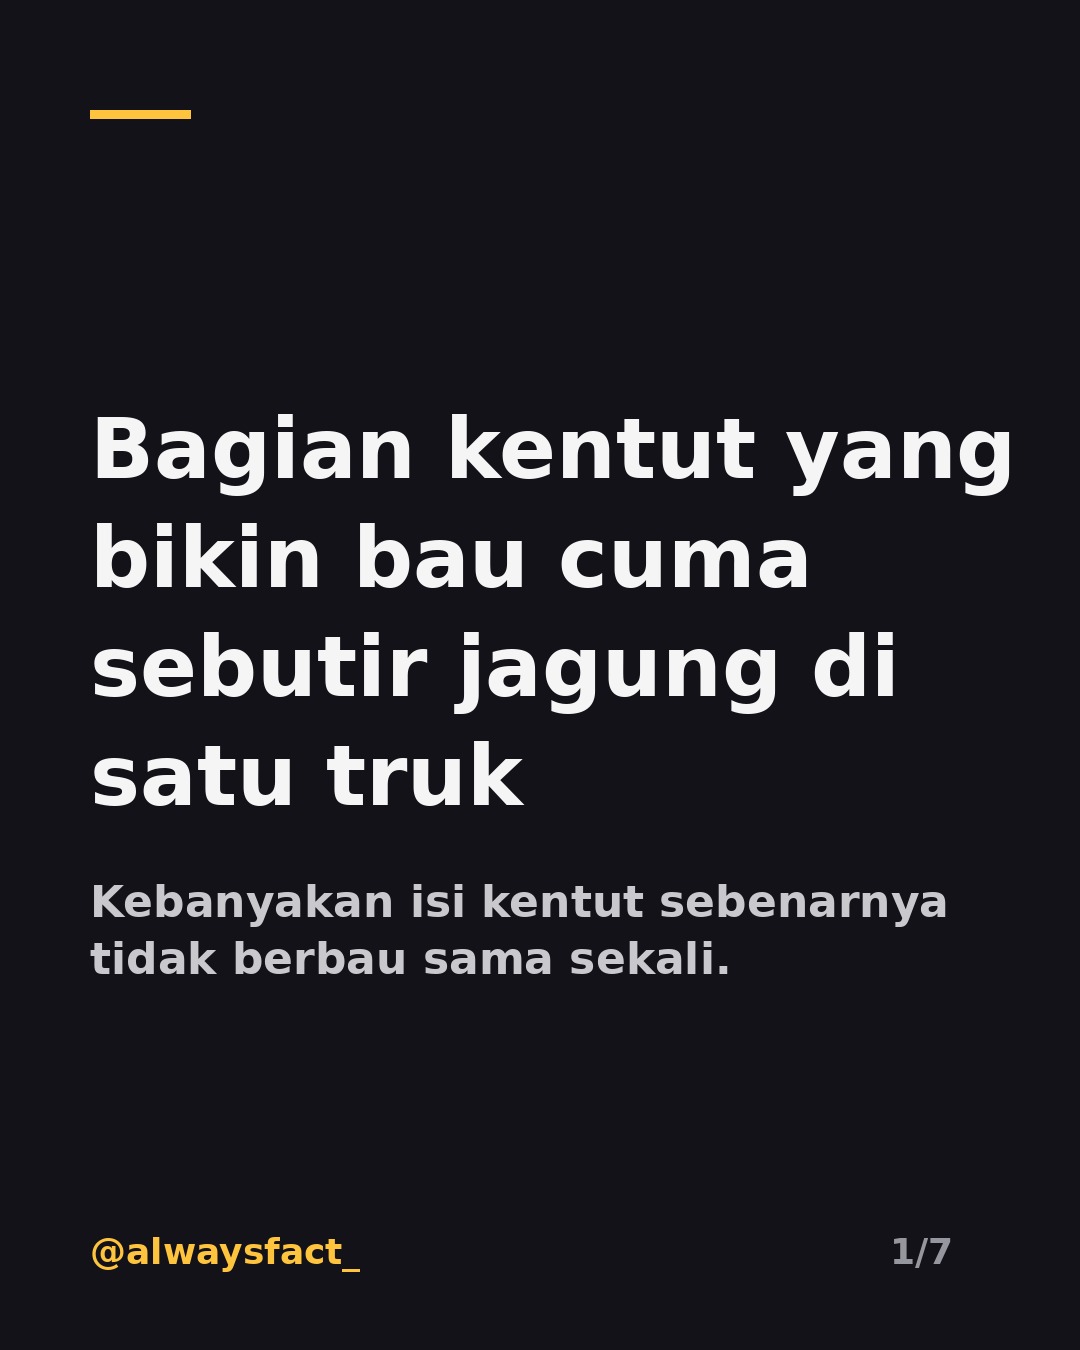 Bagian kentut yang
bikin bau cuma
sebutir jagung di
satu truk
Kebanyakan isi kentut sebenarnya
tidak berbau sama sekali.
@alwaysfact_
1/7